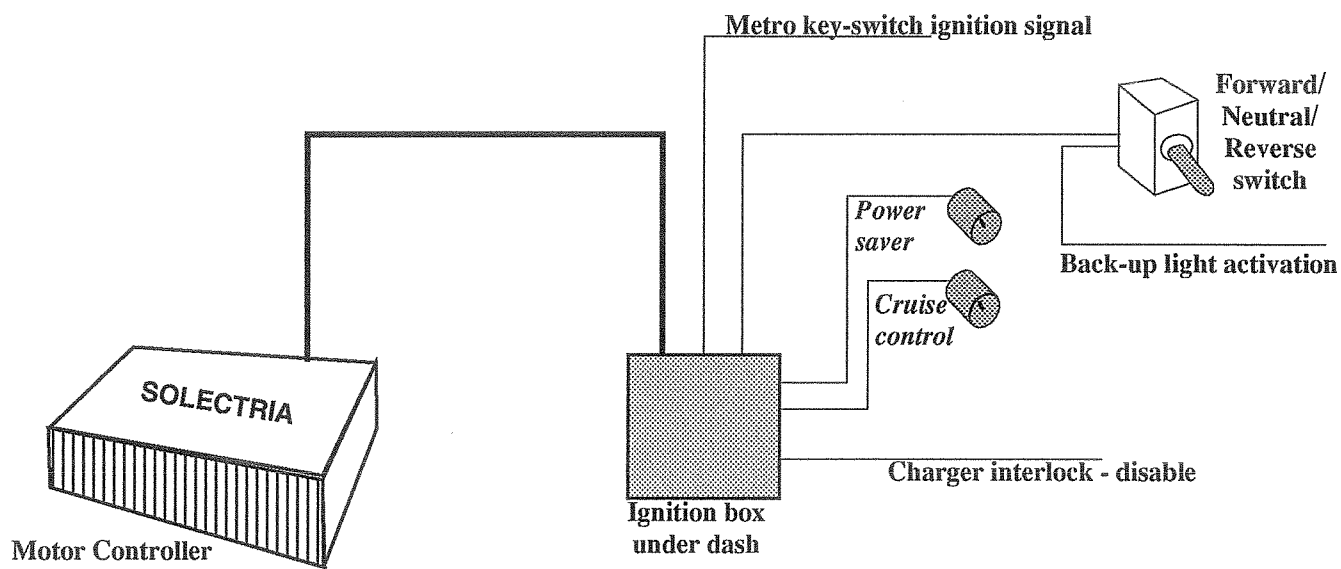 Metro key-switch ignition signal
Forward/
Neutral/
Reverse
switch
Power
saver
Back-up light activation
Cruise
control
SOLECTRIA
Charger interlock - disable
Ignition box
under dash
Motor Controller